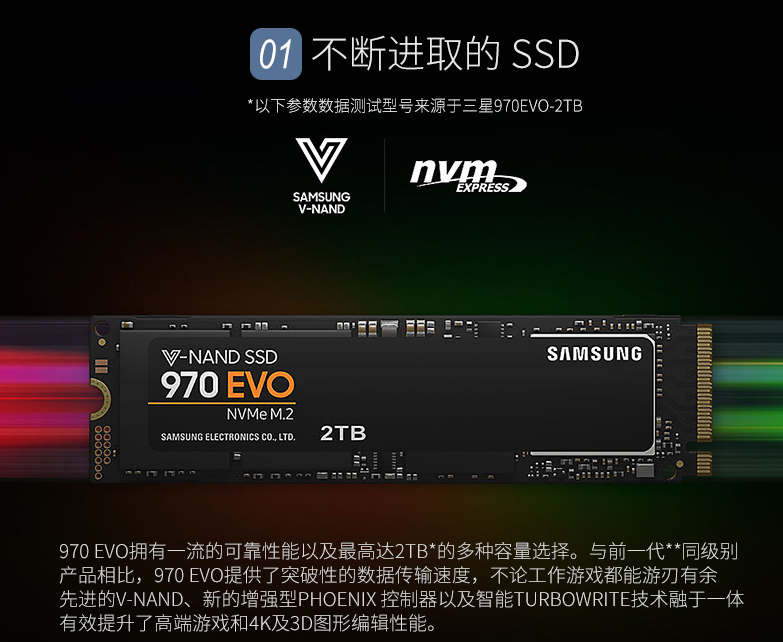 01 不断进取的 SSD
*以下参数数据测试型号来源于三星970EVO-2TB
SAMSUNG
V-NAND
nvm
EXPRESS
V-NAND SSD
SAMSUNG
970 EVO
NVMe M.2
SAMSUNG ELECTRONICS CO., LTD.
2TB
970 EVO拥有一流的可靠性能以及最高达2TB*的多种容量选择。与前一代**同级别
产品相比，970 EVO提供了突破性的数据传输速度，不论工作游戏都能游刃有余
先进的V-NAND、新的增强型PHOENIX 控制器以及智能TURBOWRITE技术融于一体
有效提升了高端游戏和4K及3D图形编辑性能。